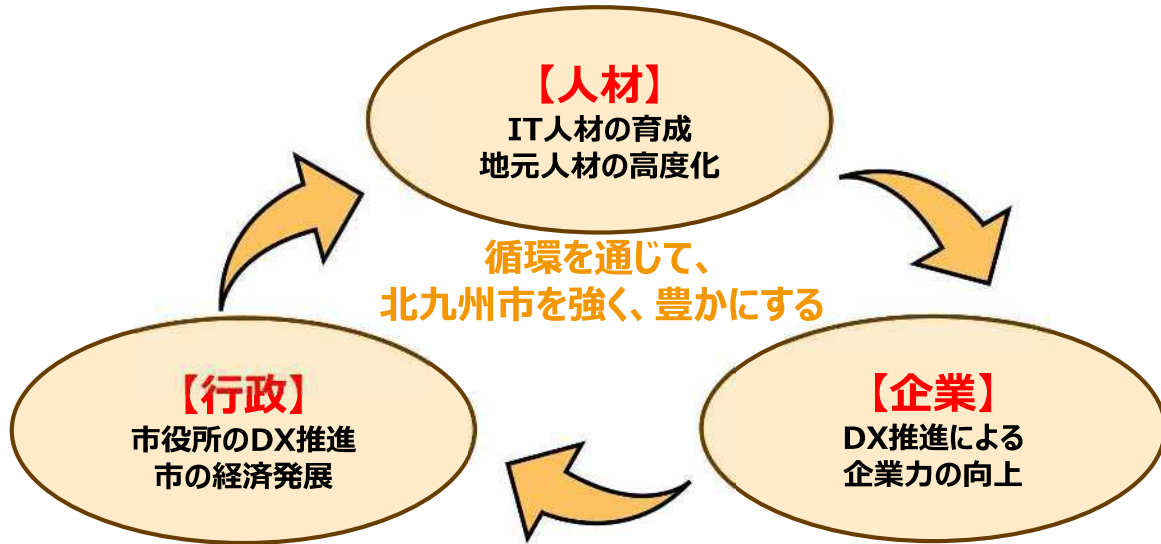 【人材】
IT人材の育成
地元人材の高度化
循環を通じて、
北九州市を強く、豊かにする
【行政】
市役所のDX推進
市の経済発展
【企業】
DX推進による
企業力の向上